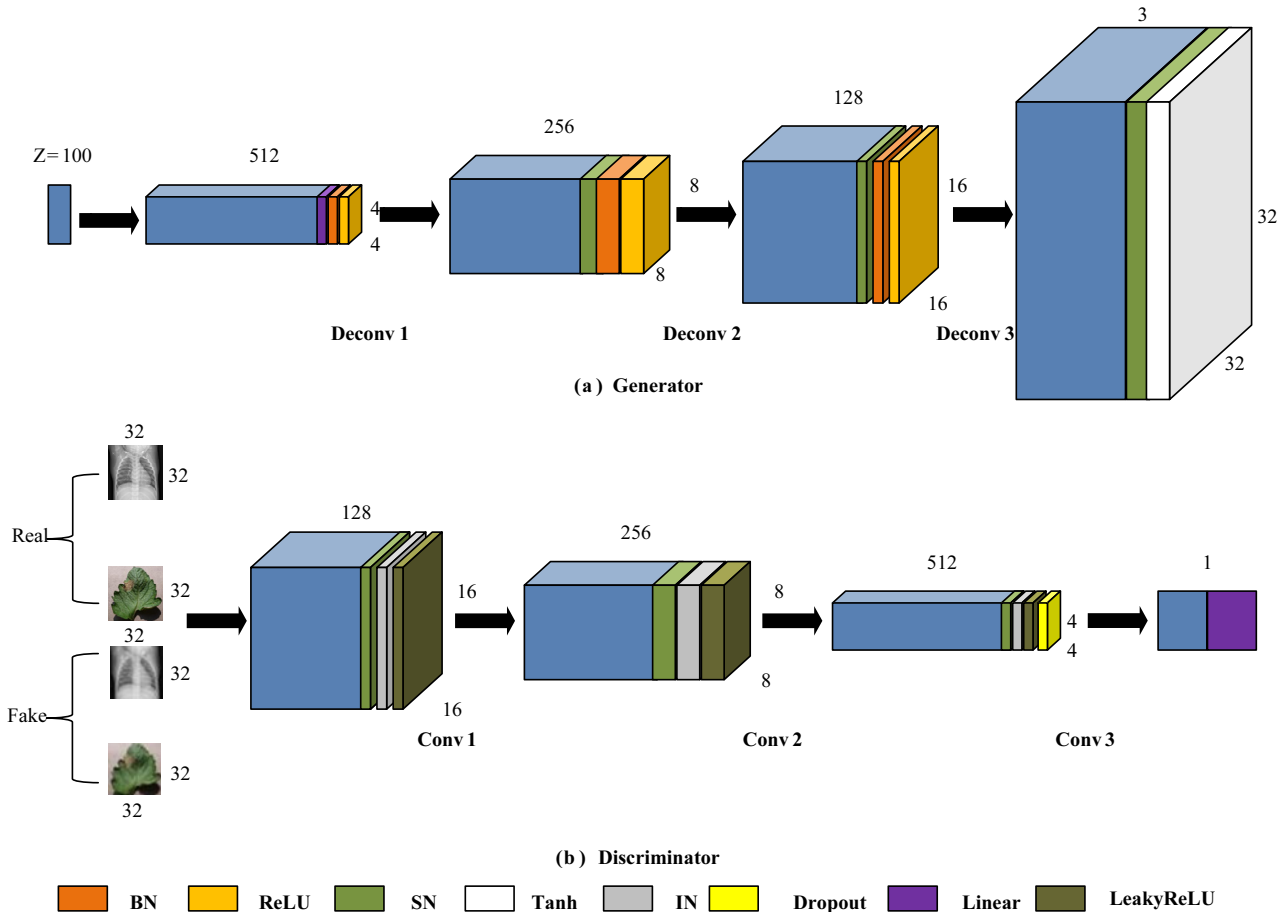 3
128
256
Z=100
512
8
16
4
32
4
8
16
Deconv 1
Deconv 2
Deconv 3
32
(a) Generator
32
32
128
256
512
1
Real
32
16
8
4
32
4
32
8
Fake
16
Conv 1
Conv 2
Conv 3
32
32
(b) Discriminator
BN
ReLU
SN
Tanh
IN
Dropout
Linear
LeakyReLU